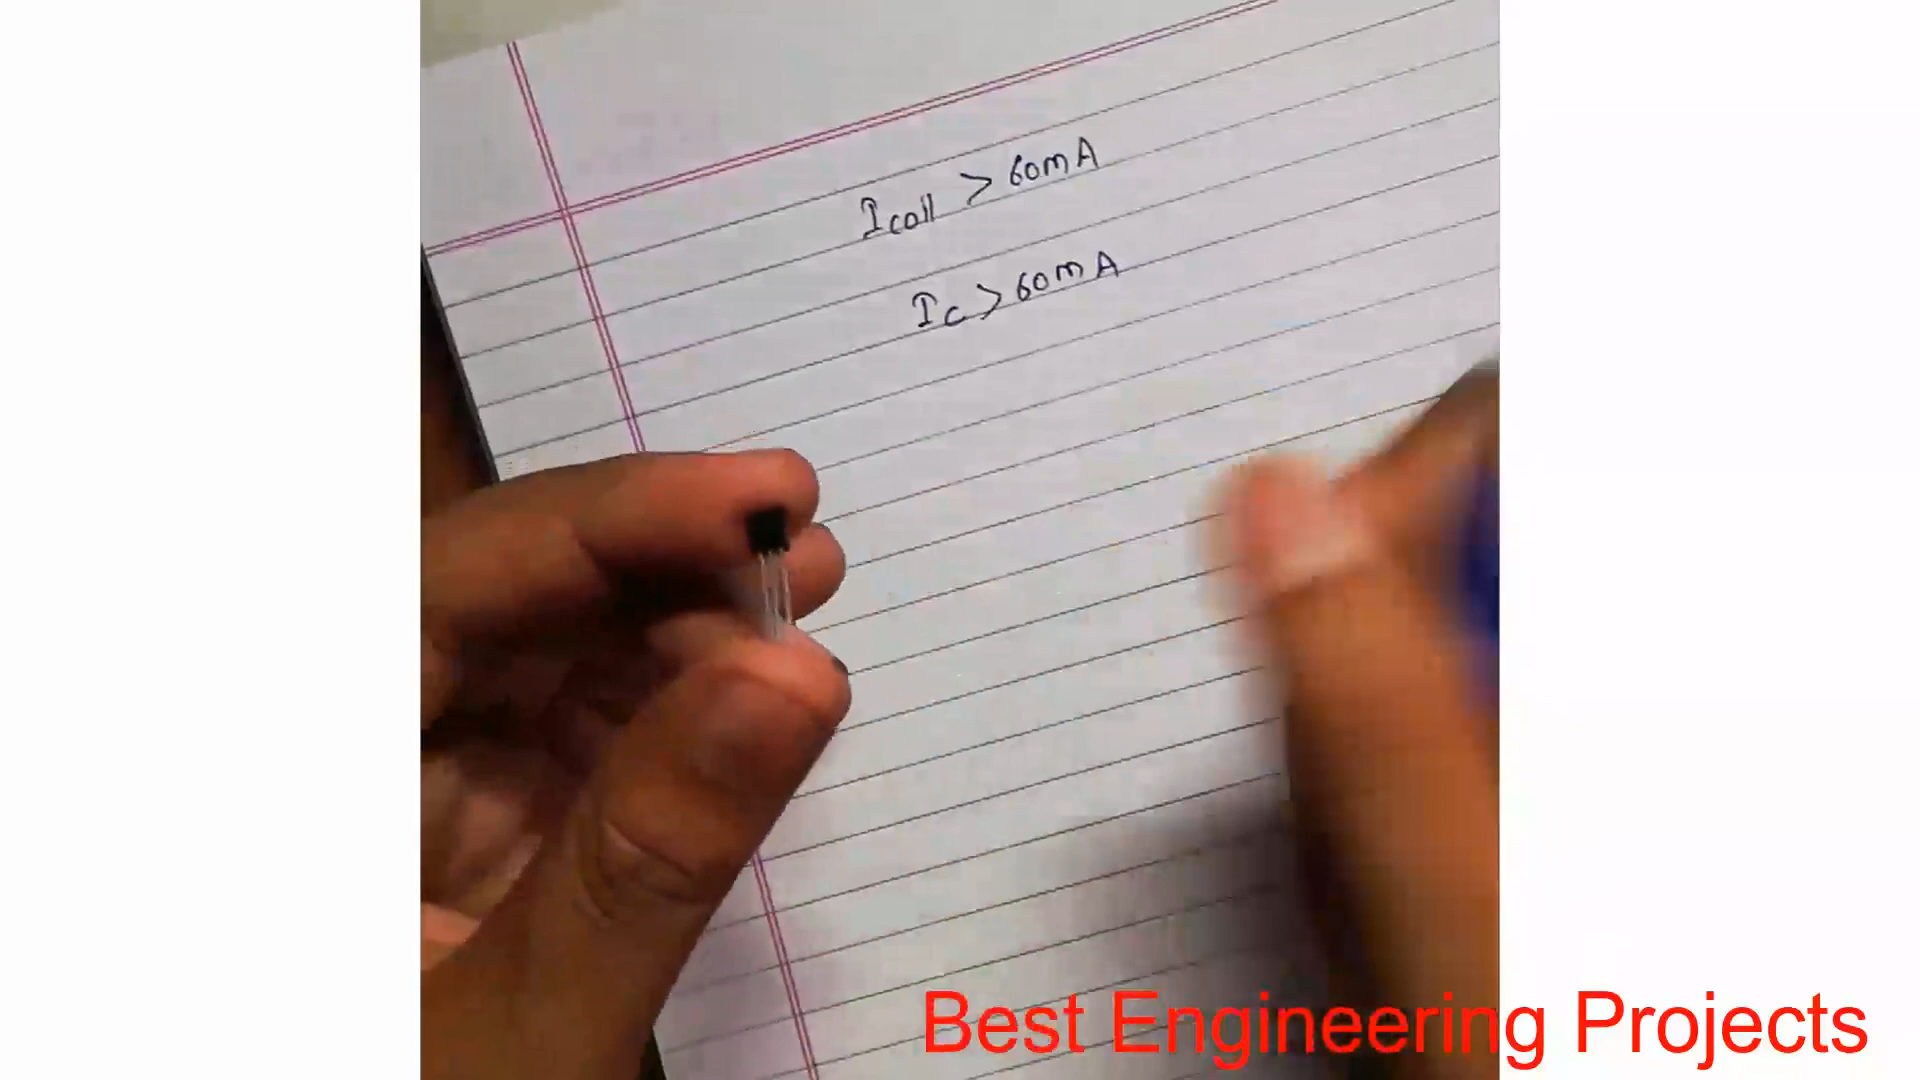 Icoil > 60mA
Ic > 60mA
Best Engineering Projects